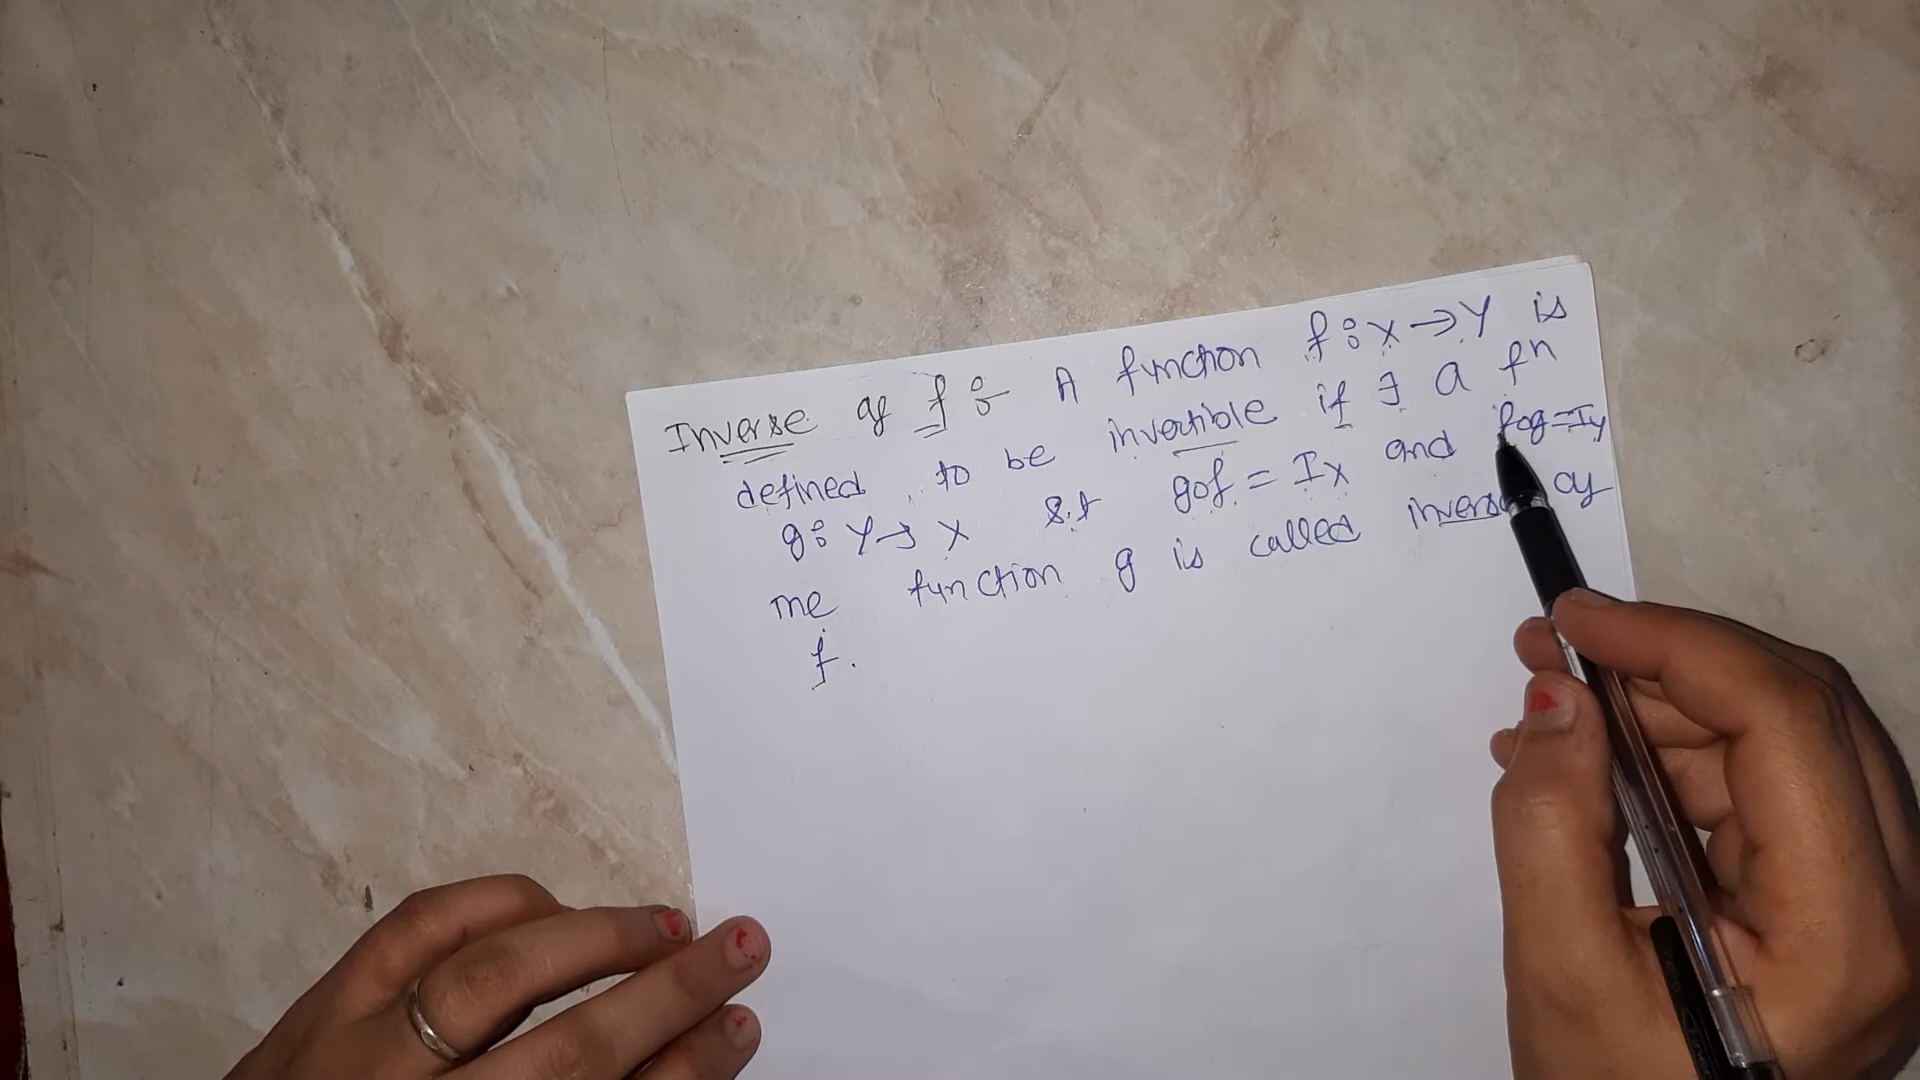 Inverse of f :- A function f : X → Y is
defined to be invertible if ∃ a fn
g : Y → X s.t gof = Ix and fog = Iy
The function g is called inverse of
f.